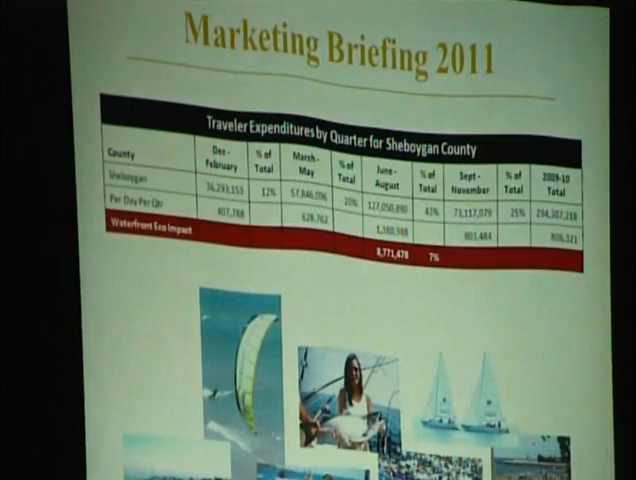 Marketing Briefing 2011
Traveler Expenditures by Quarter for Sheboygan County
County Dec - February % of Total March - May % of Total June - August % of Total Sept - November % of Total 2009-10 Total
Sheboygan 36,293,153 12% 57,846,096 20% 127,050,890 43% 73,117,079 25% 294,307,218
Per Day Per Qtr 407,788 628,762 1,380,988 803,484 806,321
Waterfront Eco Impact 8,771,478 7%